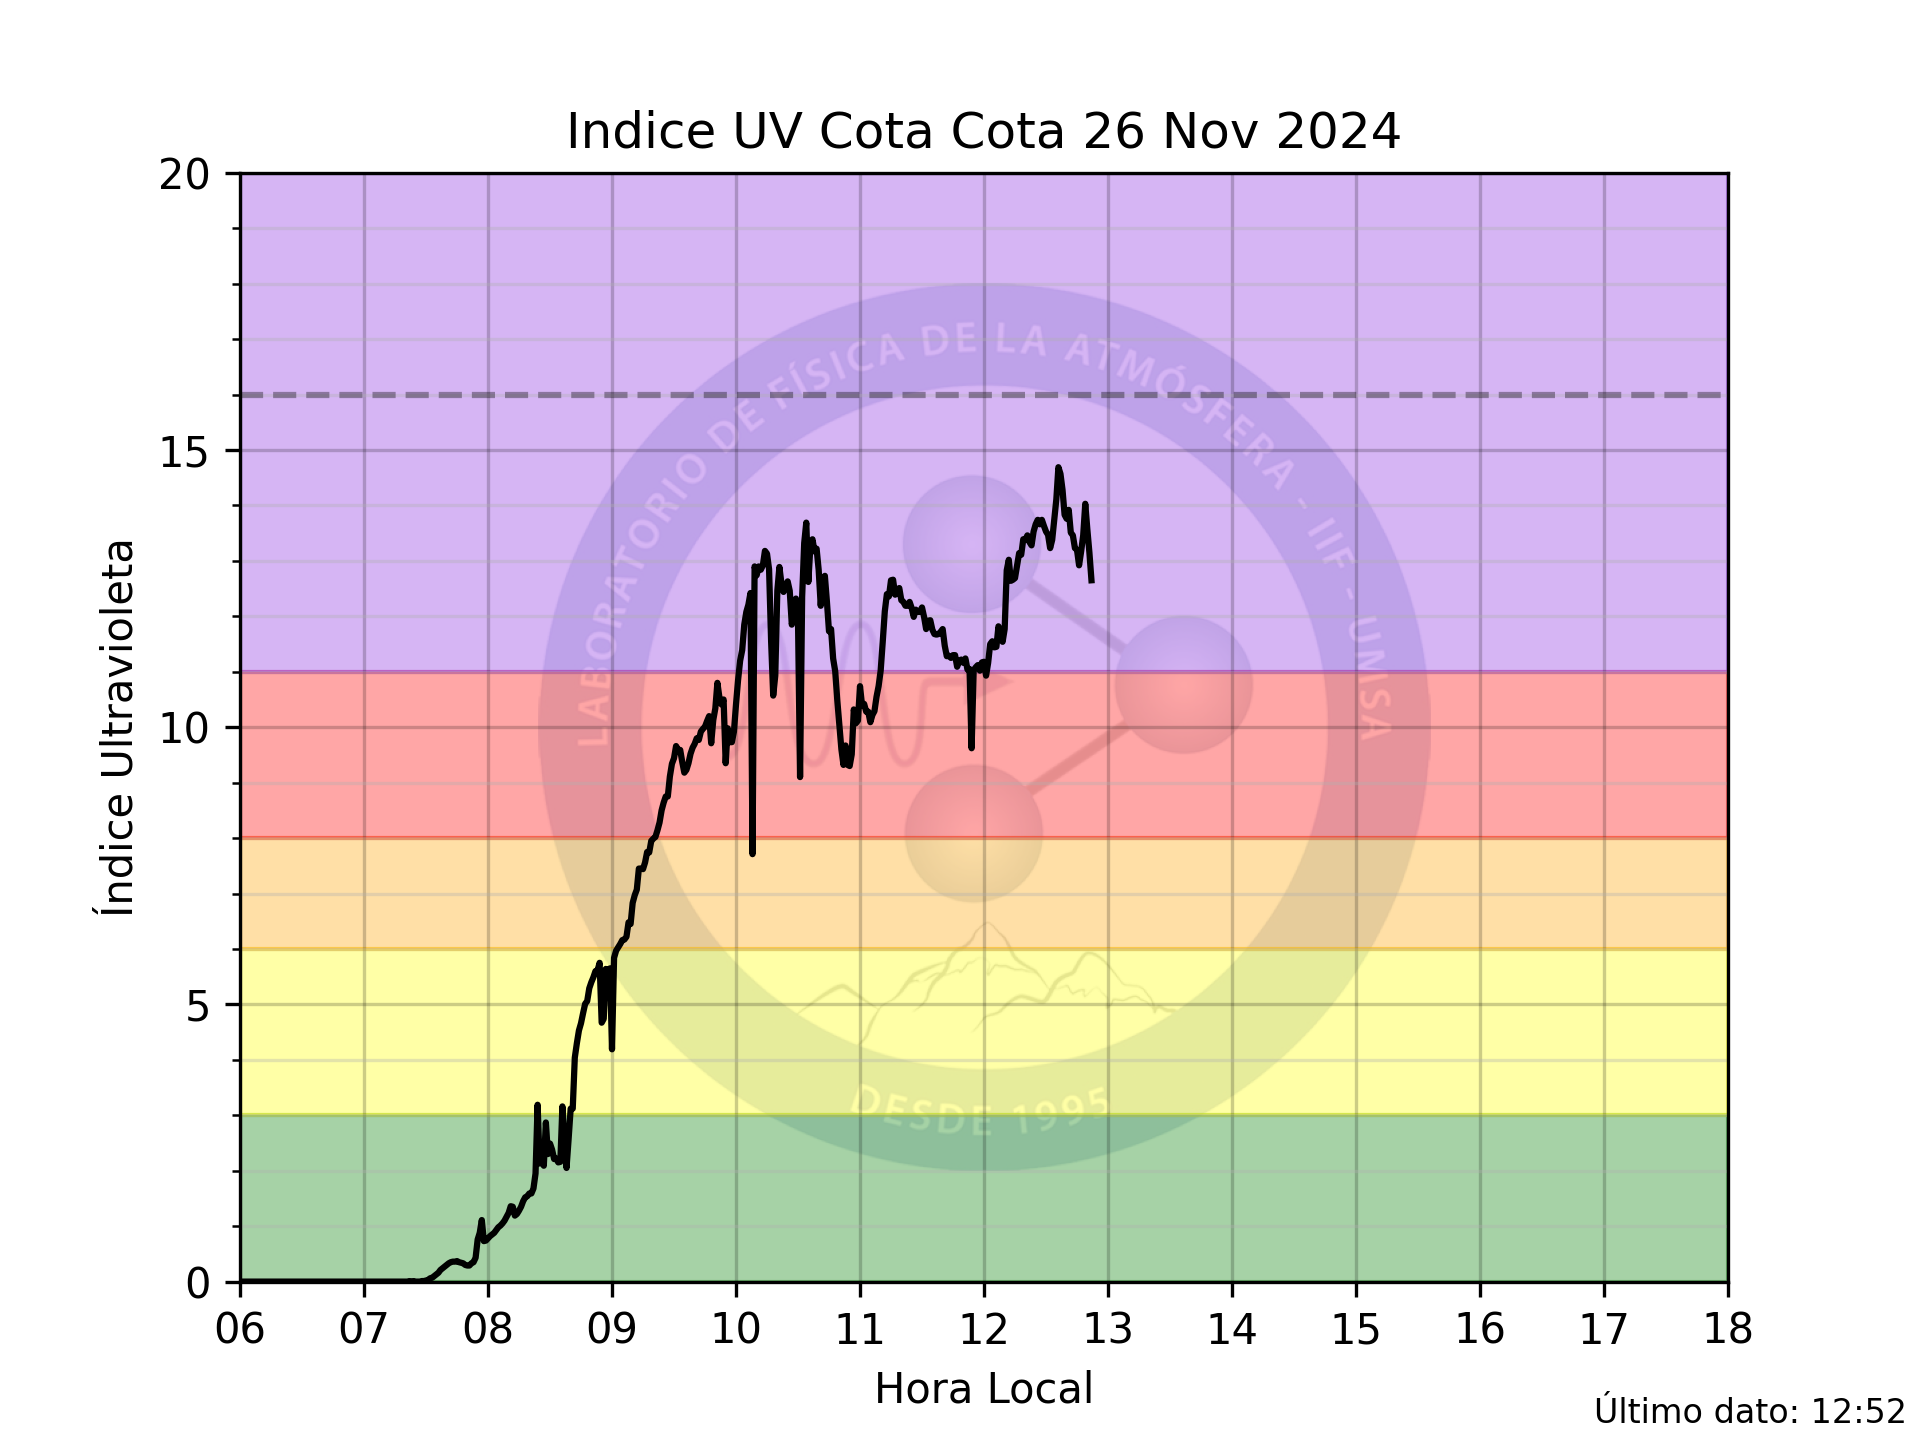 Indice UV Cota Cota 26 Nov 2024
20
15
10
5
0
Índice Ultravioleta
LABORATORIO DE FÍSICA DE LA ATMÓSFERA - IIF - UMSA
DESDE 1995
06 07 08 09 10 11 12 13 14 15 16 17 18
Hora Local
Último dato: 12:52